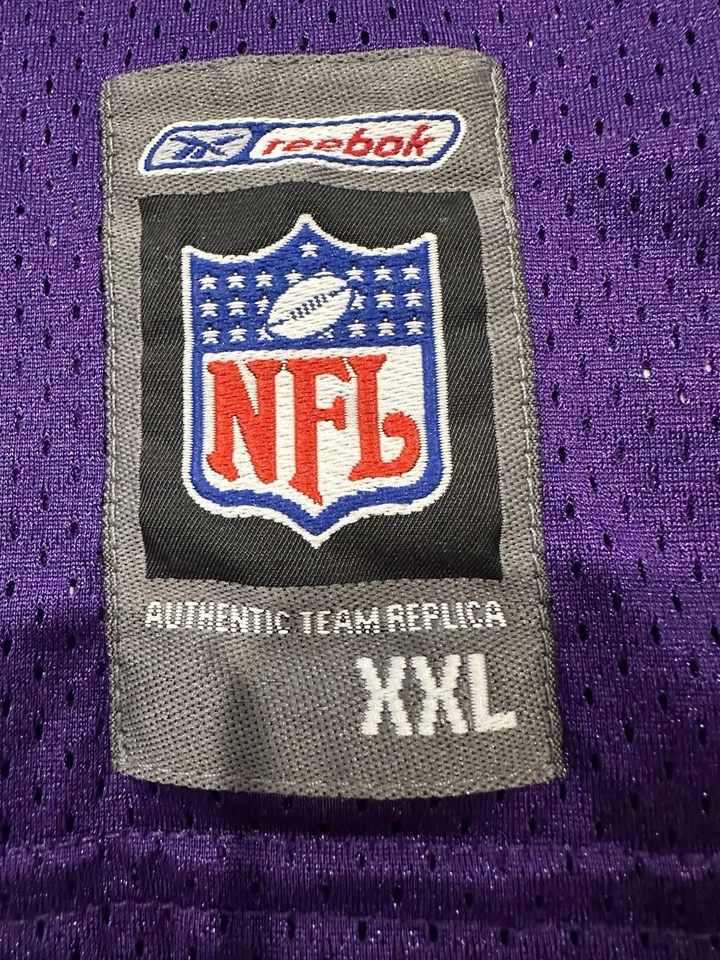 reebok
NFL
AUTHENTIC TEAM REPLICA
XXL